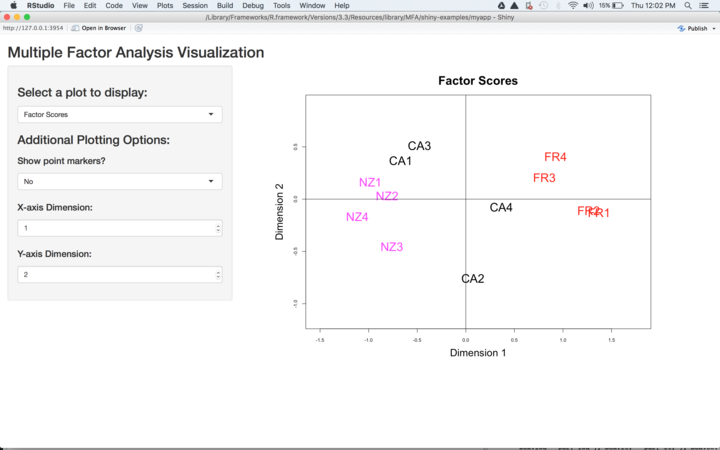 RStudio File Edit Code View Plots Session Build Debug Tools Window Help 15% Thu 12:02 PM
/Library/Frameworks/R.framework/Versions/3.3/Resources/library/MFA/shiny-examples/myapp - Shiny
http://127.0.0.1:3954 Open in Browser Publish
Multiple Factor Analysis Visualization
Select a plot to display:
Factor Scores
Additional Plotting Options:
Show point markers?
No
X-axis Dimension:
1
Y-axis Dimension:
2
Factor Scores
CA3
CA1
FR4
FR3
NZ1
NZ2
CA4
FR2
FR1
NZ4
NZ3
CA2
Dimension 2
0.5
0.0
-0.5
-1.0
-1.5 -1.0 -0.5 0.0 0.5 1.0 1.5
Dimension 1